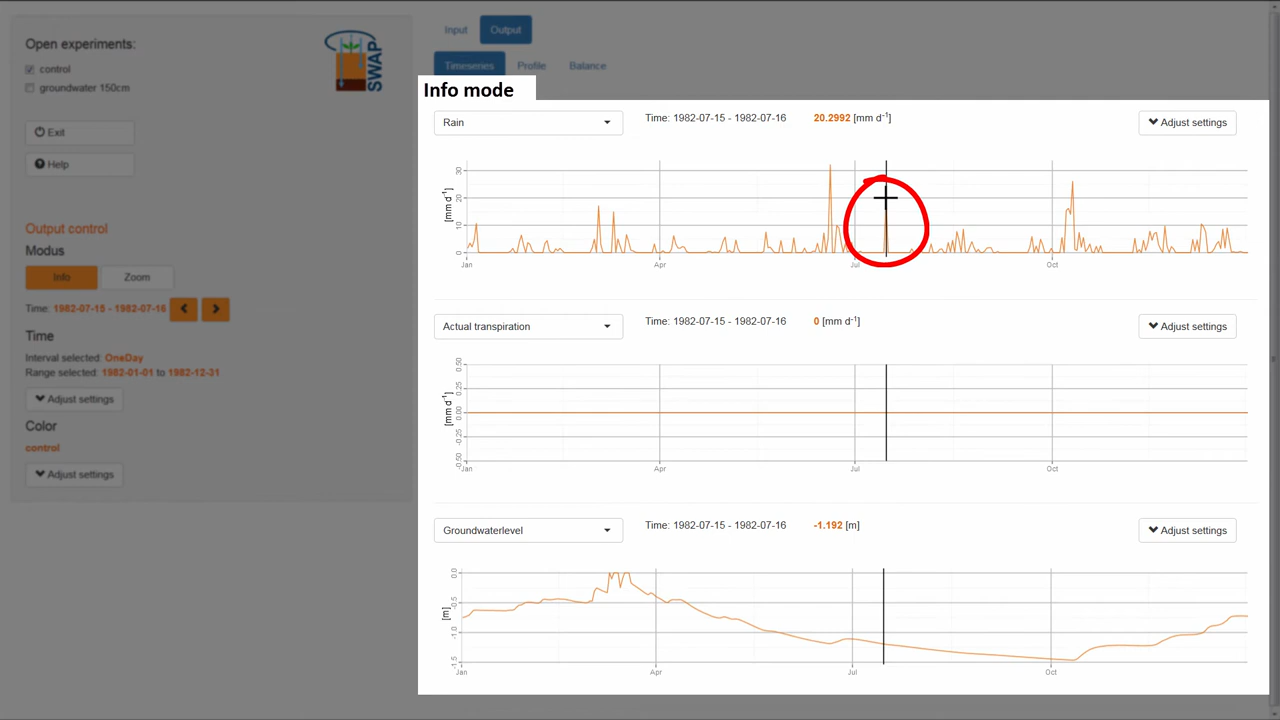 Open experiments:
control
groundwater 150cm
SWAP
Exit
Help
Output control
Modus
Info Zoom
Time: 1982-07-15 - 1982-07-16
Time
Interval selected: OneDay
Range selected: 1982-01-01 to 1982-12-31
Adjust settings
Color
control
Adjust settings
Input Output
Timeseries Profile Balance
Info mode
Rain Time: 1982-07-15 - 1982-07-16 20.2992 [mm d⁻¹] Adjust settings
[mm d⁻¹]
30
20
10
0
Jan Apr Jul Oct
Actual transpiration Time: 1982-07-15 - 1982-07-16 0 [mm d⁻¹] Adjust settings
[mm d⁻¹]
0.50
0.25
0.00
-0.25
-0.50
Jan Apr Jul Oct
Groundwaterlevel Time: 1982-07-15 - 1982-07-16 -1.192 [m] Adjust settings
[m]
0.0
-0.5
-1.0
-1.5
Jan Apr Jul Oct